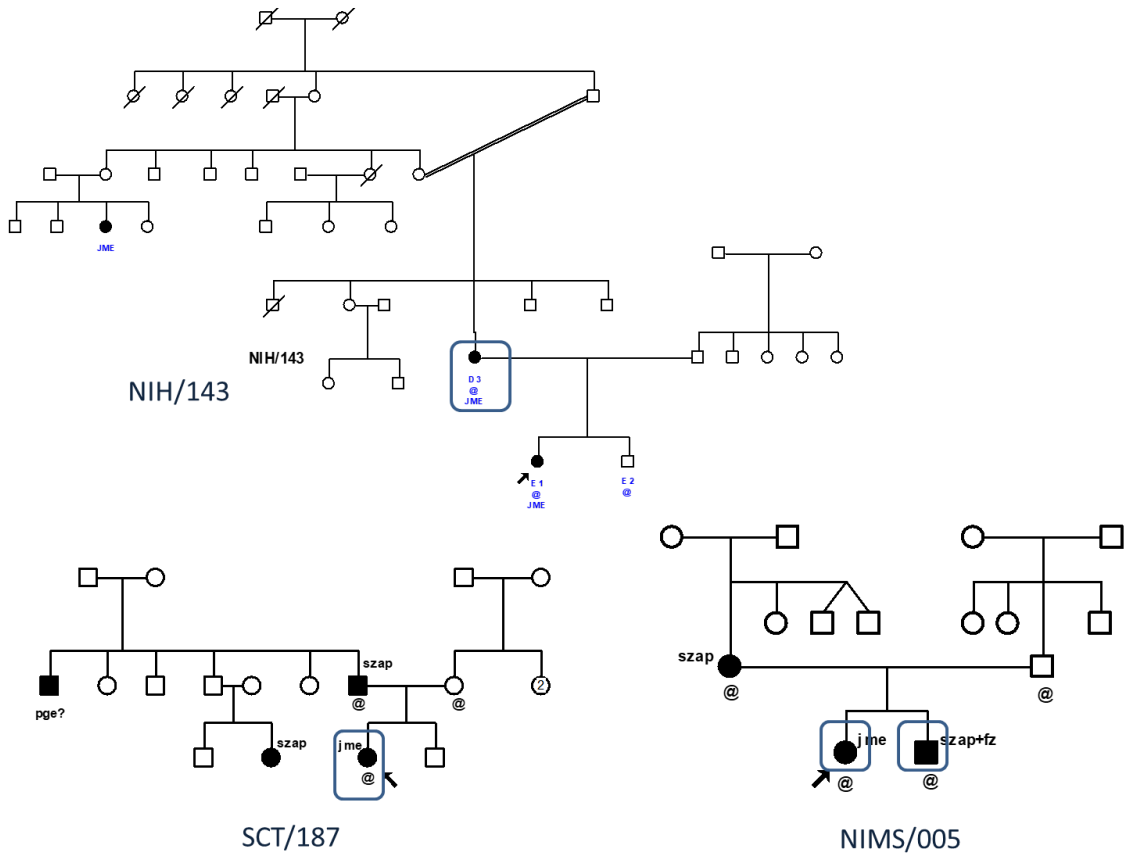 JME
NIH/143
NIH/143
D 3
@
JME
E 1
@
JME
E 2
@
szap
pge?
@
@
2
szap
jme
@
SCT/187
szap
@
@
jme
szap+fz
@
@
NIMS/005